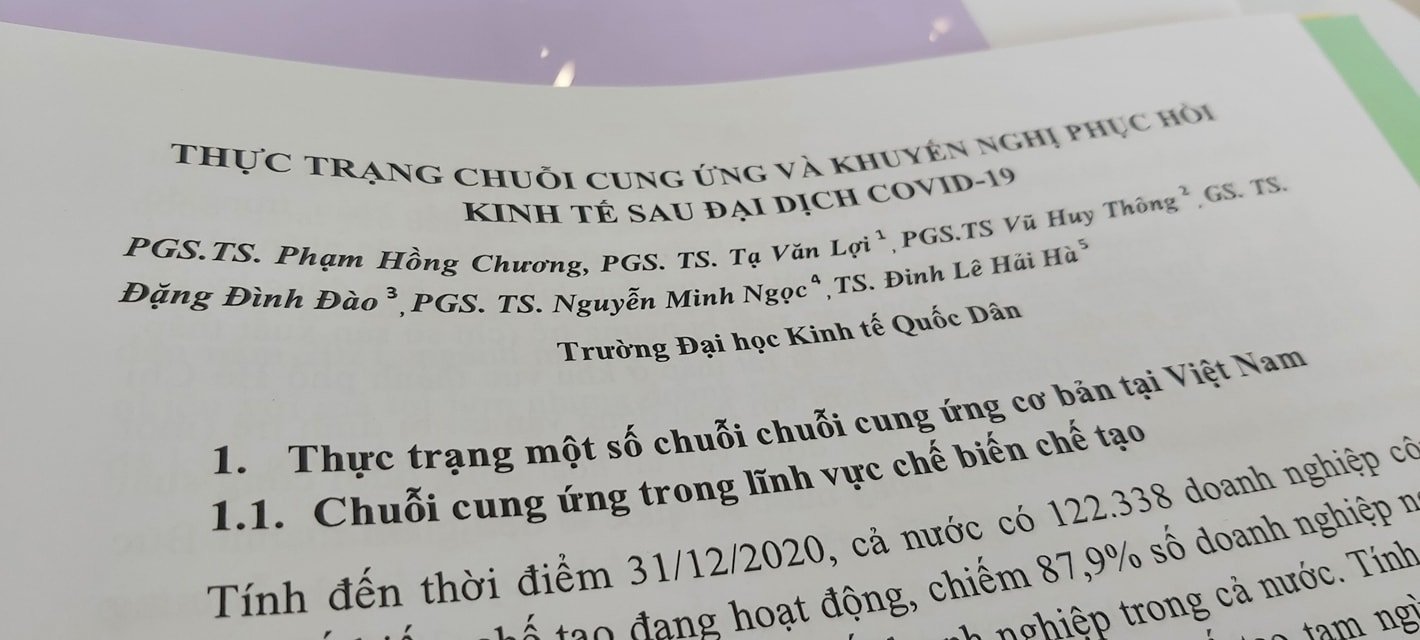 THỰC TRẠNG CHUỖI CUNG ỨNG VÀ KHUYẾN NGHỊ PHỤC HỒI
KINH TẾ SAU ĐẠI DỊCH COVID-19
PGS.TS. Phạm Hồng Chương, PGS. TS. Tạ Văn Lợi ¹, PGS.TS Vũ Huy Thông ², GS. TS.
Đặng Đình Đào ³, PGS. TS. Nguyễn Minh Ngọc ⁴, TS. Đinh Lê Hải Hà ⁵
Trường Đại học Kinh tế Quốc Dân
1. Thực trạng một số chuỗi chuỗi cung ứng cơ bản tại Việt Nam
1.1. Chuỗi cung ứng trong lĩnh vực chế biến chế tạo
Tính đến thời điểm 31/12/2020, cả nước có 122.338 doanh nghiệp
tạo đang hoạt động, chiếm 87,9% số doanh nghiệp
nghiệp trong cả nước. Tính
tạm